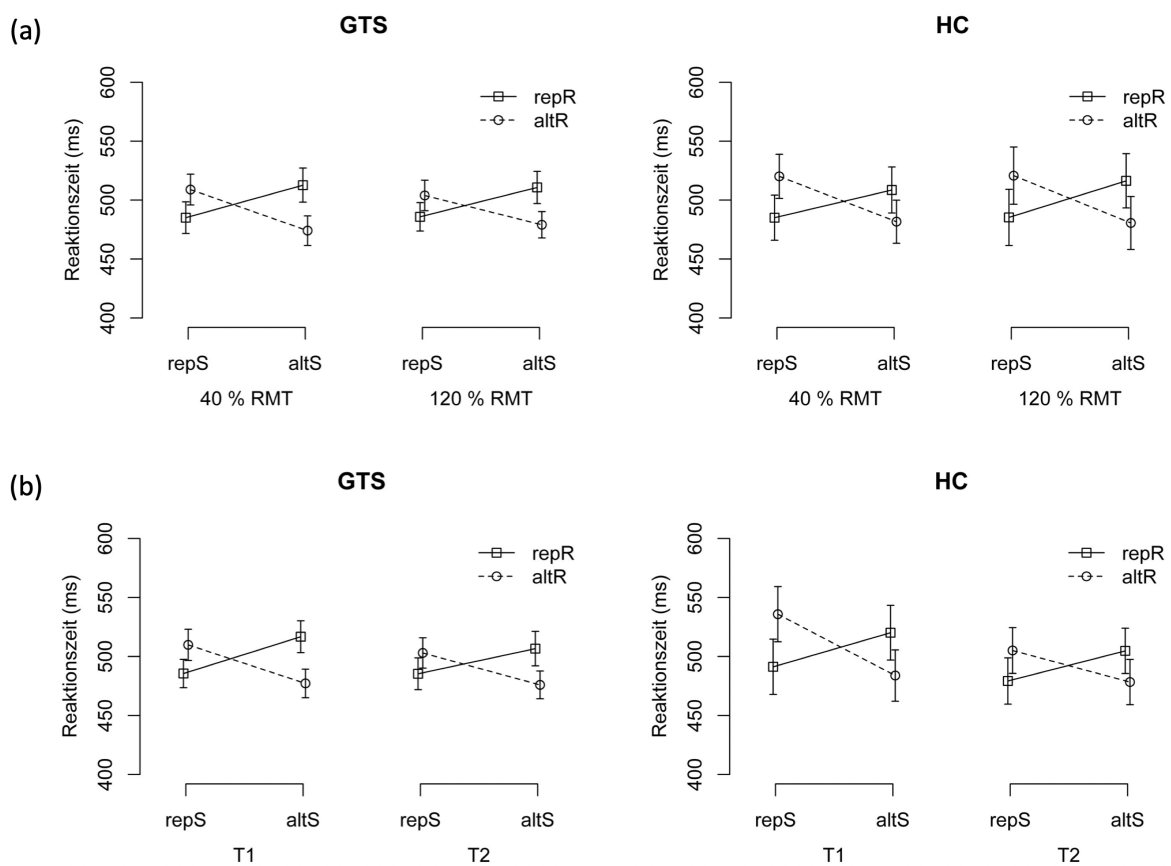 (a)
GTS
HC
600
550
500
450
400
Reaktionszeit (ms)
repR
altR
repS altS repS altS
40 % RMT 120 % RMT
600
550
500
450
400
Reaktionszeit (ms)
repR
altR
repS altS repS altS
40 % RMT 120 % RMT
(b)
GTS
HC
600
550
500
450
400
Reaktionszeit (ms)
repR
altR
repS altS repS altS
T1 T2
600
550
500
450
400
Reaktionszeit (ms)
repR
altR
repS altS repS altS
T1 T2